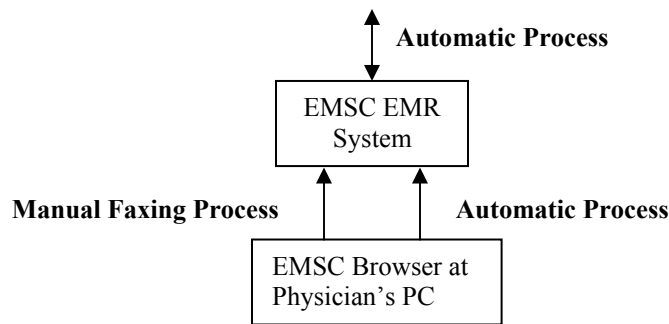 Automatic Process
EMSC EMR
System
Manual Faxing Process
Automatic Process
EMSC Browser at
Physician’s PC